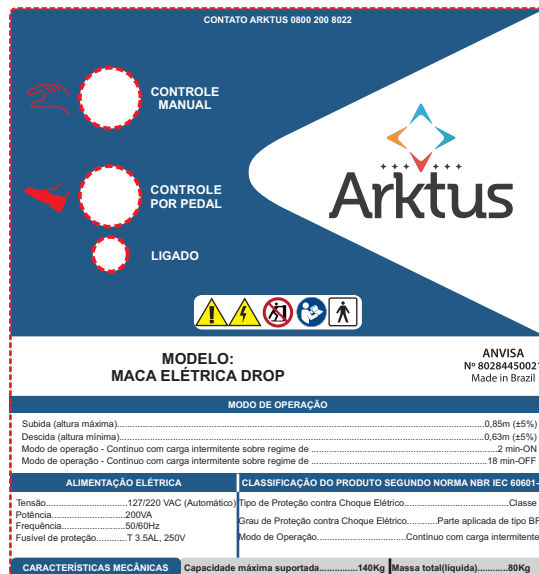 CONTATO ARKTUS 0800 200 8022
CONTROLE
MANUAL
CONTROLE
POR PEDAL
LIGADO
Arktus
MODELO:
MACA ELÉTRICA DROP
ANVISA
Nº 80284450021
Made in Brazil
MODO DE OPERAÇÃO
Subida (altura máxima)........0,85m (±5%)
Descida (altura mínima)........0,63m (±5%)
Modo de operação - Contínuo com carga intermitente sobre regime de ........2 min-ON
Modo de operação - Contínuo com carga intermitente sobre regime de ........18 min-OFF
ALIMENTAÇÃO ELÉTRICA
Tensão........127/220 VAC (Automático)
Potência........200VA
Frequência........50/60Hz
Fusível de proteção........T 3.5AL, 250V
CLASSIFICAÇÃO DO PRODUTO SEGUNDO NORMA NBR IEC 60601-
Tipo de Proteção contra Choque Elétrico........Classe
Grau de Proteção contra Choque Elétrico........Parte aplicada de tipo BF
Modo de Operação........Contínuo com carga intermitente
CARACTERÍSTICAS MECÂNICAS
Capacidade máxima suportada........140Kg
Massa total(líquida)........80Kg